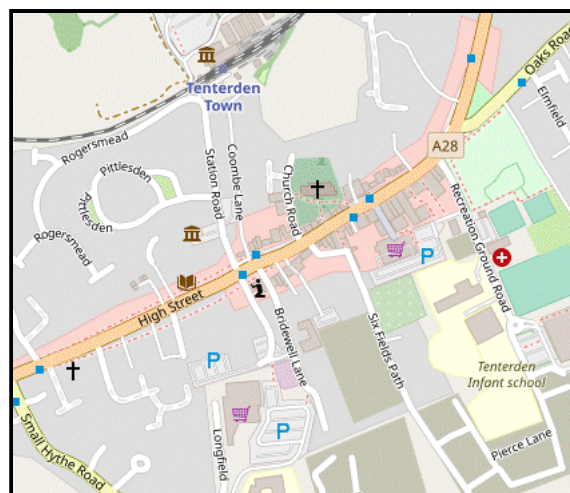 Tenterden
Town
Oaks Road
Elmfield
A28
Rogersmead
Pittlesden
Station Road
Coombe Lane
Church Road
Pittlesden
Rogersmead
Recreation Ground Road
P
High Street
Bridewell Lane
Six Fields Path
P
Tenterden
Infant school
Small Hythe Road
Longfield
P
Pierce Lane